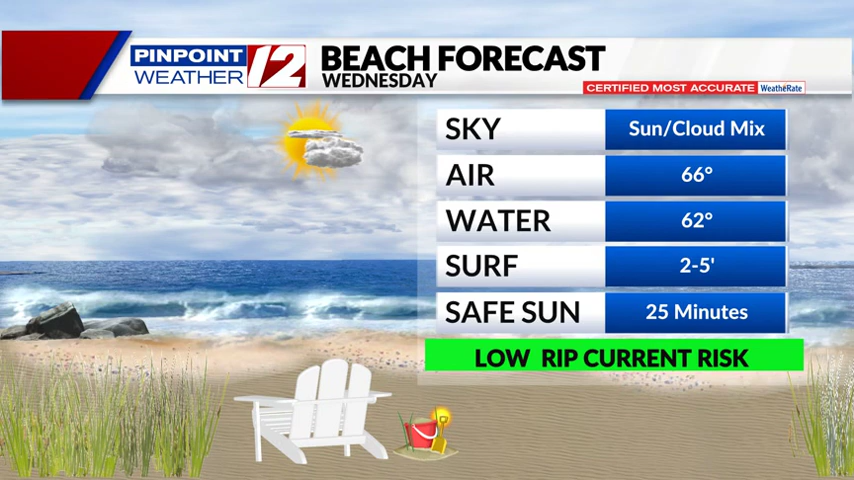 PINPOINT
WEATHER 12
BEACH FORECAST
WEDNESDAY
CERTIFIED MOST ACCURATE WeatheRate
SKY Sun/Cloud Mix
AIR 66°
WATER 62°
SURF 2-5'
SAFE SUN 25 Minutes
LOW RIP CURRENT RISK